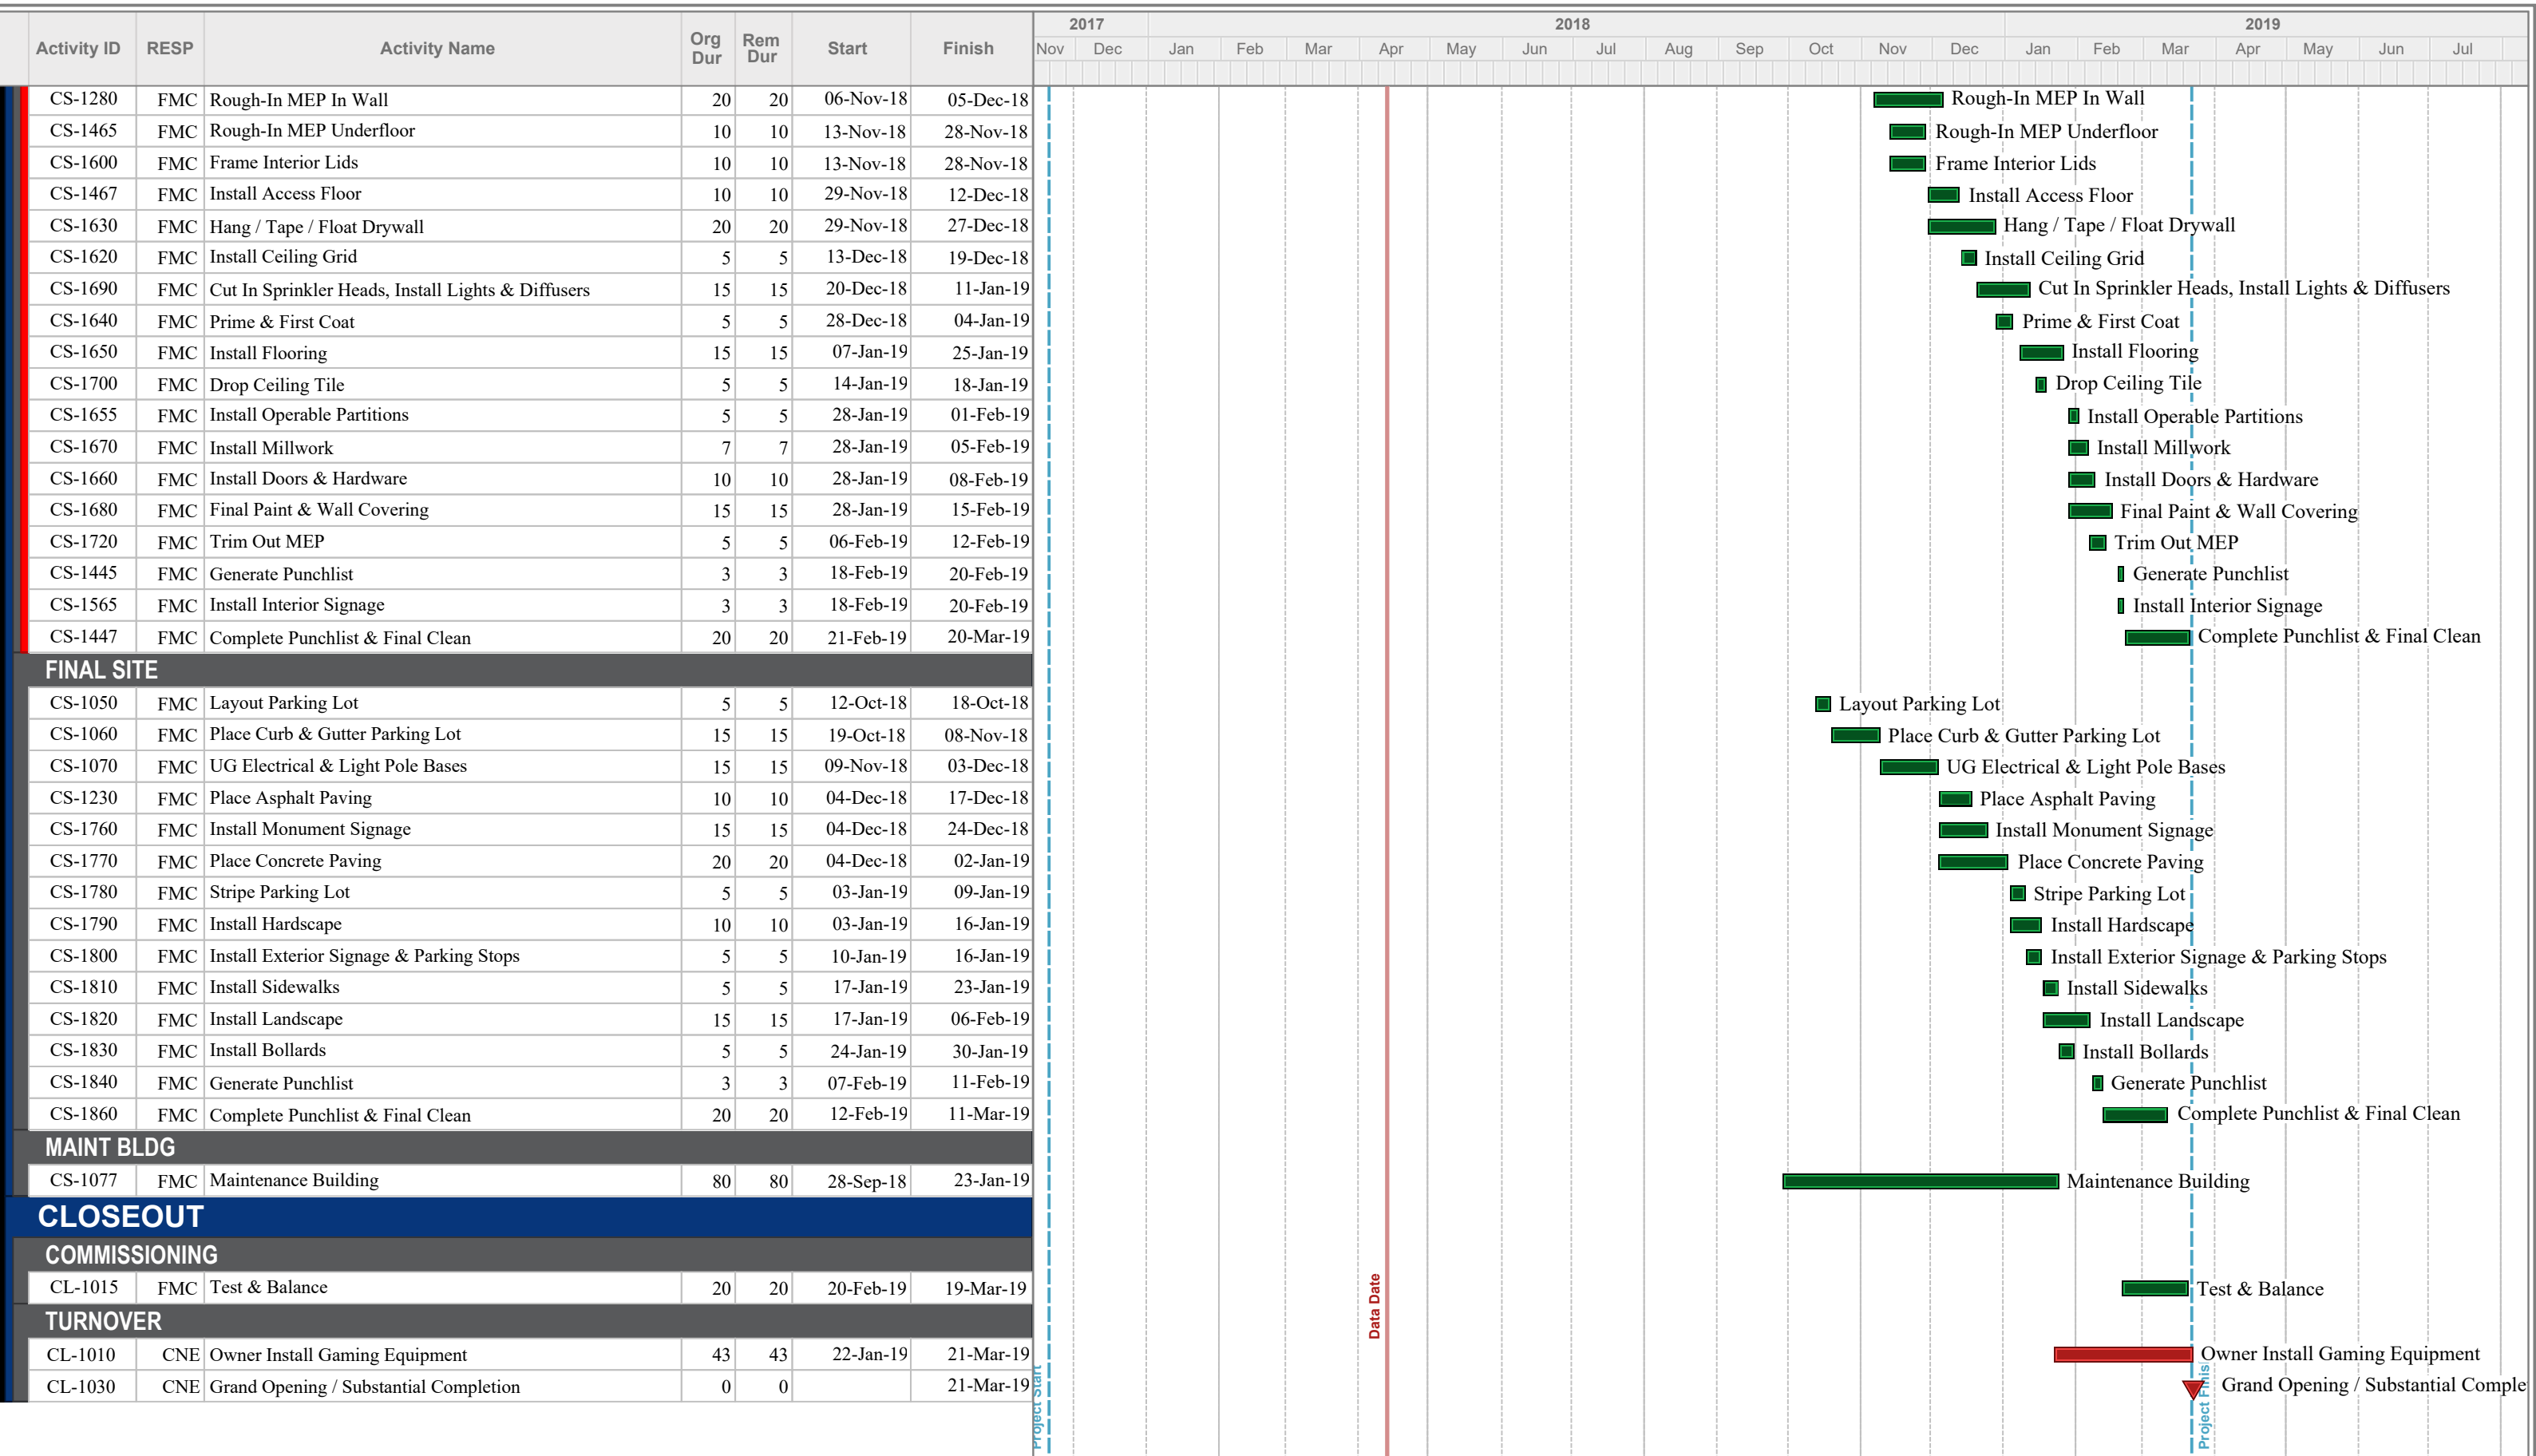 2017 2018 2019
Activity ID RESP Activity Name Org Dur Rem Dur Start Finish Nov Dec Jan Feb Mar Apr May Jun Jul Aug Sep Oct Nov Dec Jan Feb Mar Apr May Jun Jul
CS-1280 FMC Rough-In MEP In Wall 20 20 06-Nov-18 05-Dec-18 Rough-In MEP In Wall
CS-1465 FMC Rough-In MEP Underfloor 10 10 13-Nov-18 28-Nov-18 Rough-In MEP Underfloor
CS-1600 FMC Frame Interior Lids 10 10 13-Nov-18 28-Nov-18 Frame Interior Lids
CS-1467 FMC Install Access Floor 10 10 29-Nov-18 12-Dec-18 Install Access Floor
CS-1630 FMC Hang / Tape / Float Drywall 20 20 29-Nov-18 27-Dec-18 Hang / Tape / Float Drywall
CS-1620 FMC Install Ceiling Grid 5 5 13-Dec-18 19-Dec-18 Install Ceiling Grid
CS-1690 FMC Cut In Sprinkler Heads, Install Lights & Diffusers 15 15 20-Dec-18 11-Jan-19 Cut In Sprinkler Heads, Install Lights & Diffusers
CS-1640 FMC Prime & First Coat 5 5 28-Dec-18 04-Jan-19 Prime & First Coat
CS-1650 FMC Install Flooring 15 15 07-Jan-19 25-Jan-19 Install Flooring
CS-1700 FMC Drop Ceiling Tile 5 5 14-Jan-19 18-Jan-19 Drop Ceiling Tile
CS-1655 FMC Install Operable Partitions 5 5 28-Jan-19 01-Feb-19 Install Operable Partitions
CS-1670 FMC Install Millwork 7 7 28-Jan-19 05-Feb-19 Install Millwork
CS-1660 FMC Install Doors & Hardware 10 10 28-Jan-19 08-Feb-19 Install Doors & Hardware
CS-1680 FMC Final Paint & Wall Covering 15 15 28-Jan-19 15-Feb-19 Final Paint & Wall Covering
CS-1720 FMC Trim Out MEP 5 5 06-Feb-19 12-Feb-19 Trim Out MEP
CS-1445 FMC Generate Punchlist 3 3 18-Feb-19 20-Feb-19 Generate Punchlist
CS-1565 FMC Install Interior Signage 3 3 18-Feb-19 20-Feb-19 Install Interior Signage
CS-1447 FMC Complete Punchlist & Final Clean 20 20 21-Feb-19 20-Mar-19 Complete Punchlist & Final Clean
FINAL SITE
CS-1050 FMC Layout Parking Lot 5 5 12-Oct-18 18-Oct-18 Layout Parking Lot
CS-1060 FMC Place Curb & Gutter Parking Lot 15 15 19-Oct-18 08-Nov-18 Place Curb & Gutter Parking Lot
CS-1070 FMC UG Electrical & Light Pole Bases 15 15 09-Nov-18 03-Dec-18 UG Electrical & Light Pole Bases
CS-1230 FMC Place Asphalt Paving 10 10 04-Dec-18 17-Dec-18 Place Asphalt Paving
CS-1760 FMC Install Monument Signage 15 15 04-Dec-18 24-Dec-18 Install Monument Signage
CS-1770 FMC Place Concrete Paving 20 20 04-Dec-18 02-Jan-19 Place Concrete Paving
CS-1780 FMC Stripe Parking Lot 5 5 03-Jan-19 09-Jan-19 Stripe Parking Lot
CS-1790 FMC Install Hardscape 10 10 03-Jan-19 16-Jan-19 Install Hardscape
CS-1800 FMC Install Exterior Signage & Parking Stops 5 5 10-Jan-19 16-Jan-19 Install Exterior Signage & Parking Stops
CS-1810 FMC Install Sidewalks 5 5 17-Jan-19 23-Jan-19 Install Sidewalks
CS-1820 FMC Install Landscape 15 15 17-Jan-19 06-Feb-19 Install Landscape
CS-1830 FMC Install Bollards 5 5 24-Jan-19 30-Jan-19 Install Bollards
CS-1840 FMC Generate Punchlist 3 3 07-Feb-19 11-Feb-19 Generate Punchlist
CS-1860 FMC Complete Punchlist & Final Clean 20 20 12-Feb-19 11-Mar-19 Complete Punchlist & Final Clean
MAINT BLDG
CS-1077 FMC Maintenance Building 80 80 28-Sep-18 23-Jan-19 Maintenance Building
CLOSEOUT
COMMISSIONING
CL-1015 FMC Test & Balance 20 20 20-Feb-19 19-Mar-19 Test & Balance
TURNOVER
CL-1010 CNE Owner Install Gaming Equipment 43 43 22-Jan-19 21-Mar-19 Owner Install Gaming Equipment
CL-1030 CNE Grand Opening / Substantial Completion 0 0 21-Mar-19 Grand Opening / Substantial Comple
Project Start
Data Date
Project Finis